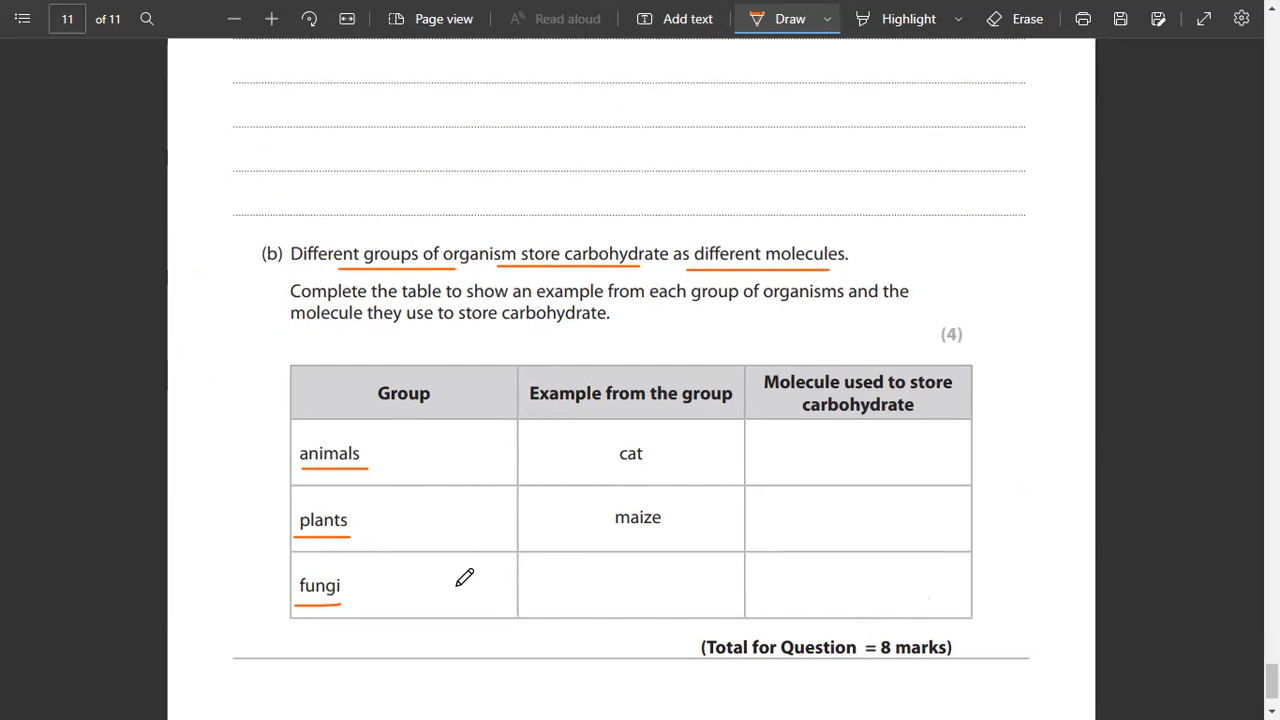 11 of 11 Page view Read aloud Add text Draw Highlight Erase
(b) Different groups of organism store carbohydrate as different molecules.
Complete the table to show an example from each group of organisms and the
molecule they use to store carbohydrate.
(4)
Group Example from the group Molecule used to store
carbohydrate
animals cat
plants maize
fungi
(Total for Question = 8 marks)